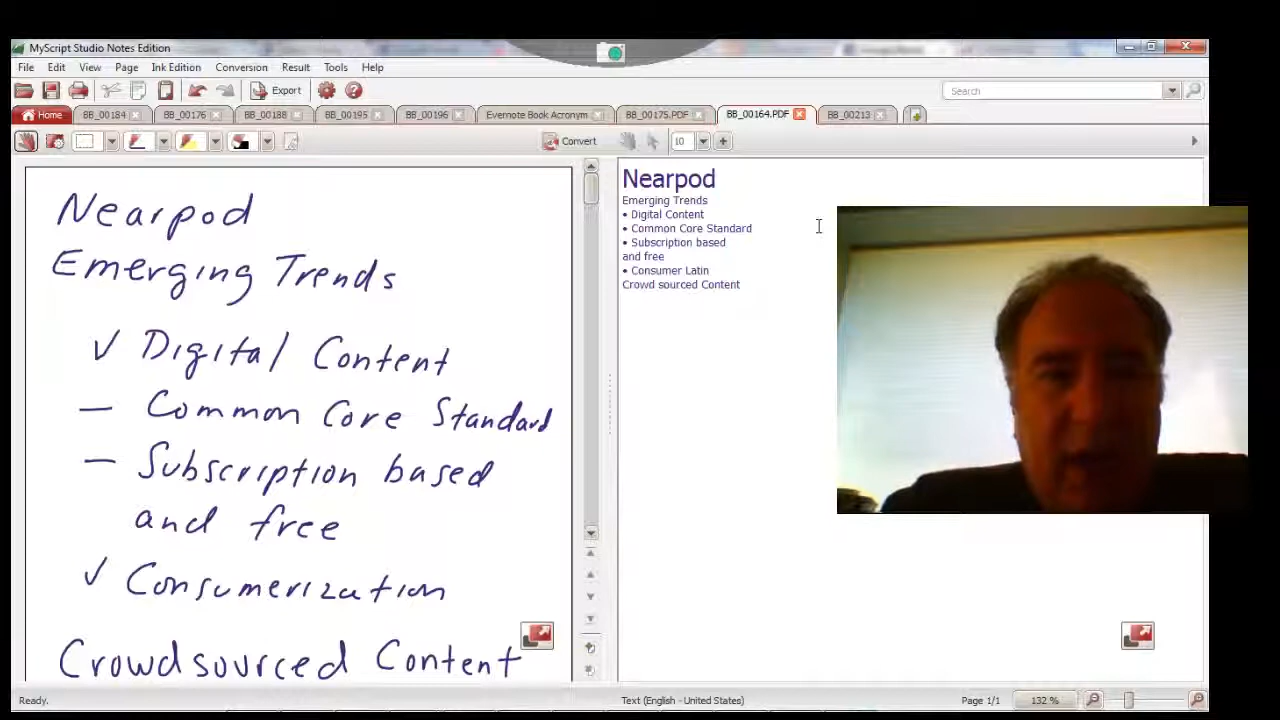 MyScript Studio Notes Edition
File Edit View Page Ink Edition Conversion Result Tools Help
Export Search
Home BB_00184 BB_00176 BB_00188 BB_00195 BB_00196 Evernote Book Acronym BB_00175.PDF BB_00164.PDF BB_00213
Convert 10
Nearpod
Emerging Trends
✓ Digital Content
— Common Core Standard
— Subscription based
and free
✓ Consumerization
Crowdsourced Content
Nearpod
Emerging Trends
• Digital Content
• Common Core Standard
• Subscription based
and free
• Consumer Latin
Crowd sourced Content
Ready. Text (English - United States) Page 1/1 132 %